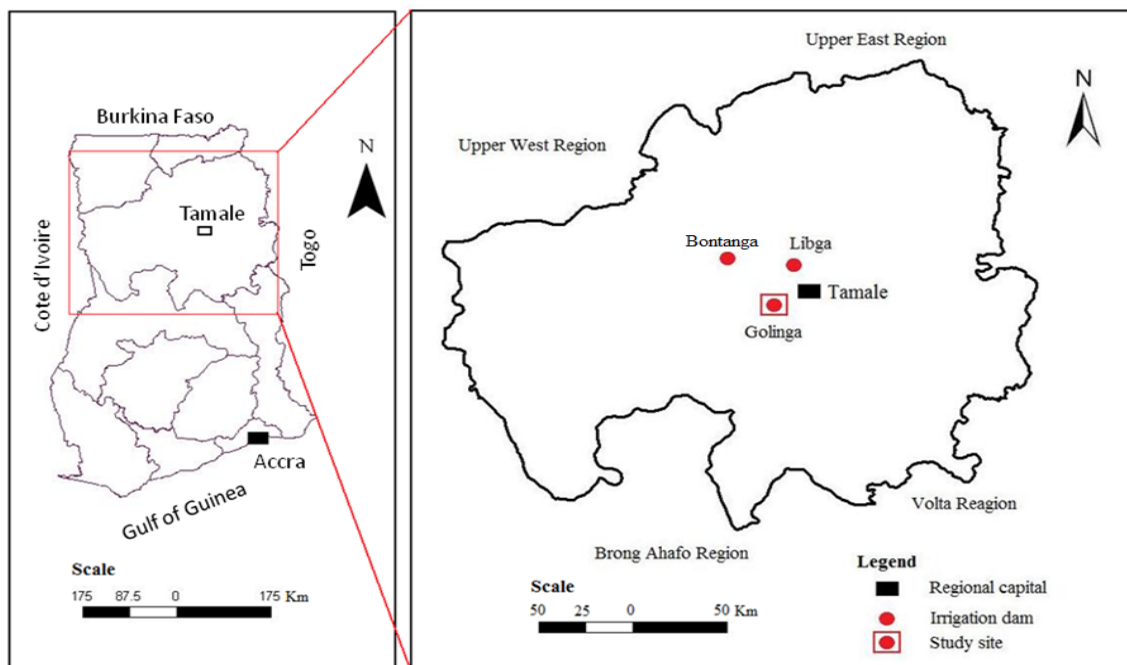 Burkina Faso
N
Tamale
Togo
Cote d'Ivoire
Accra
Gulf of Guinea
Scale
175 87.5 0 175 Km
Upper East Region
N
Upper West Region
Bontanga
Libga
Tamale
Golinga
Volta Reagion
Brong Ahafo Region
Scale
50 25 0 50 Km
Legend
Regional capital
Irrigation dam
Study site